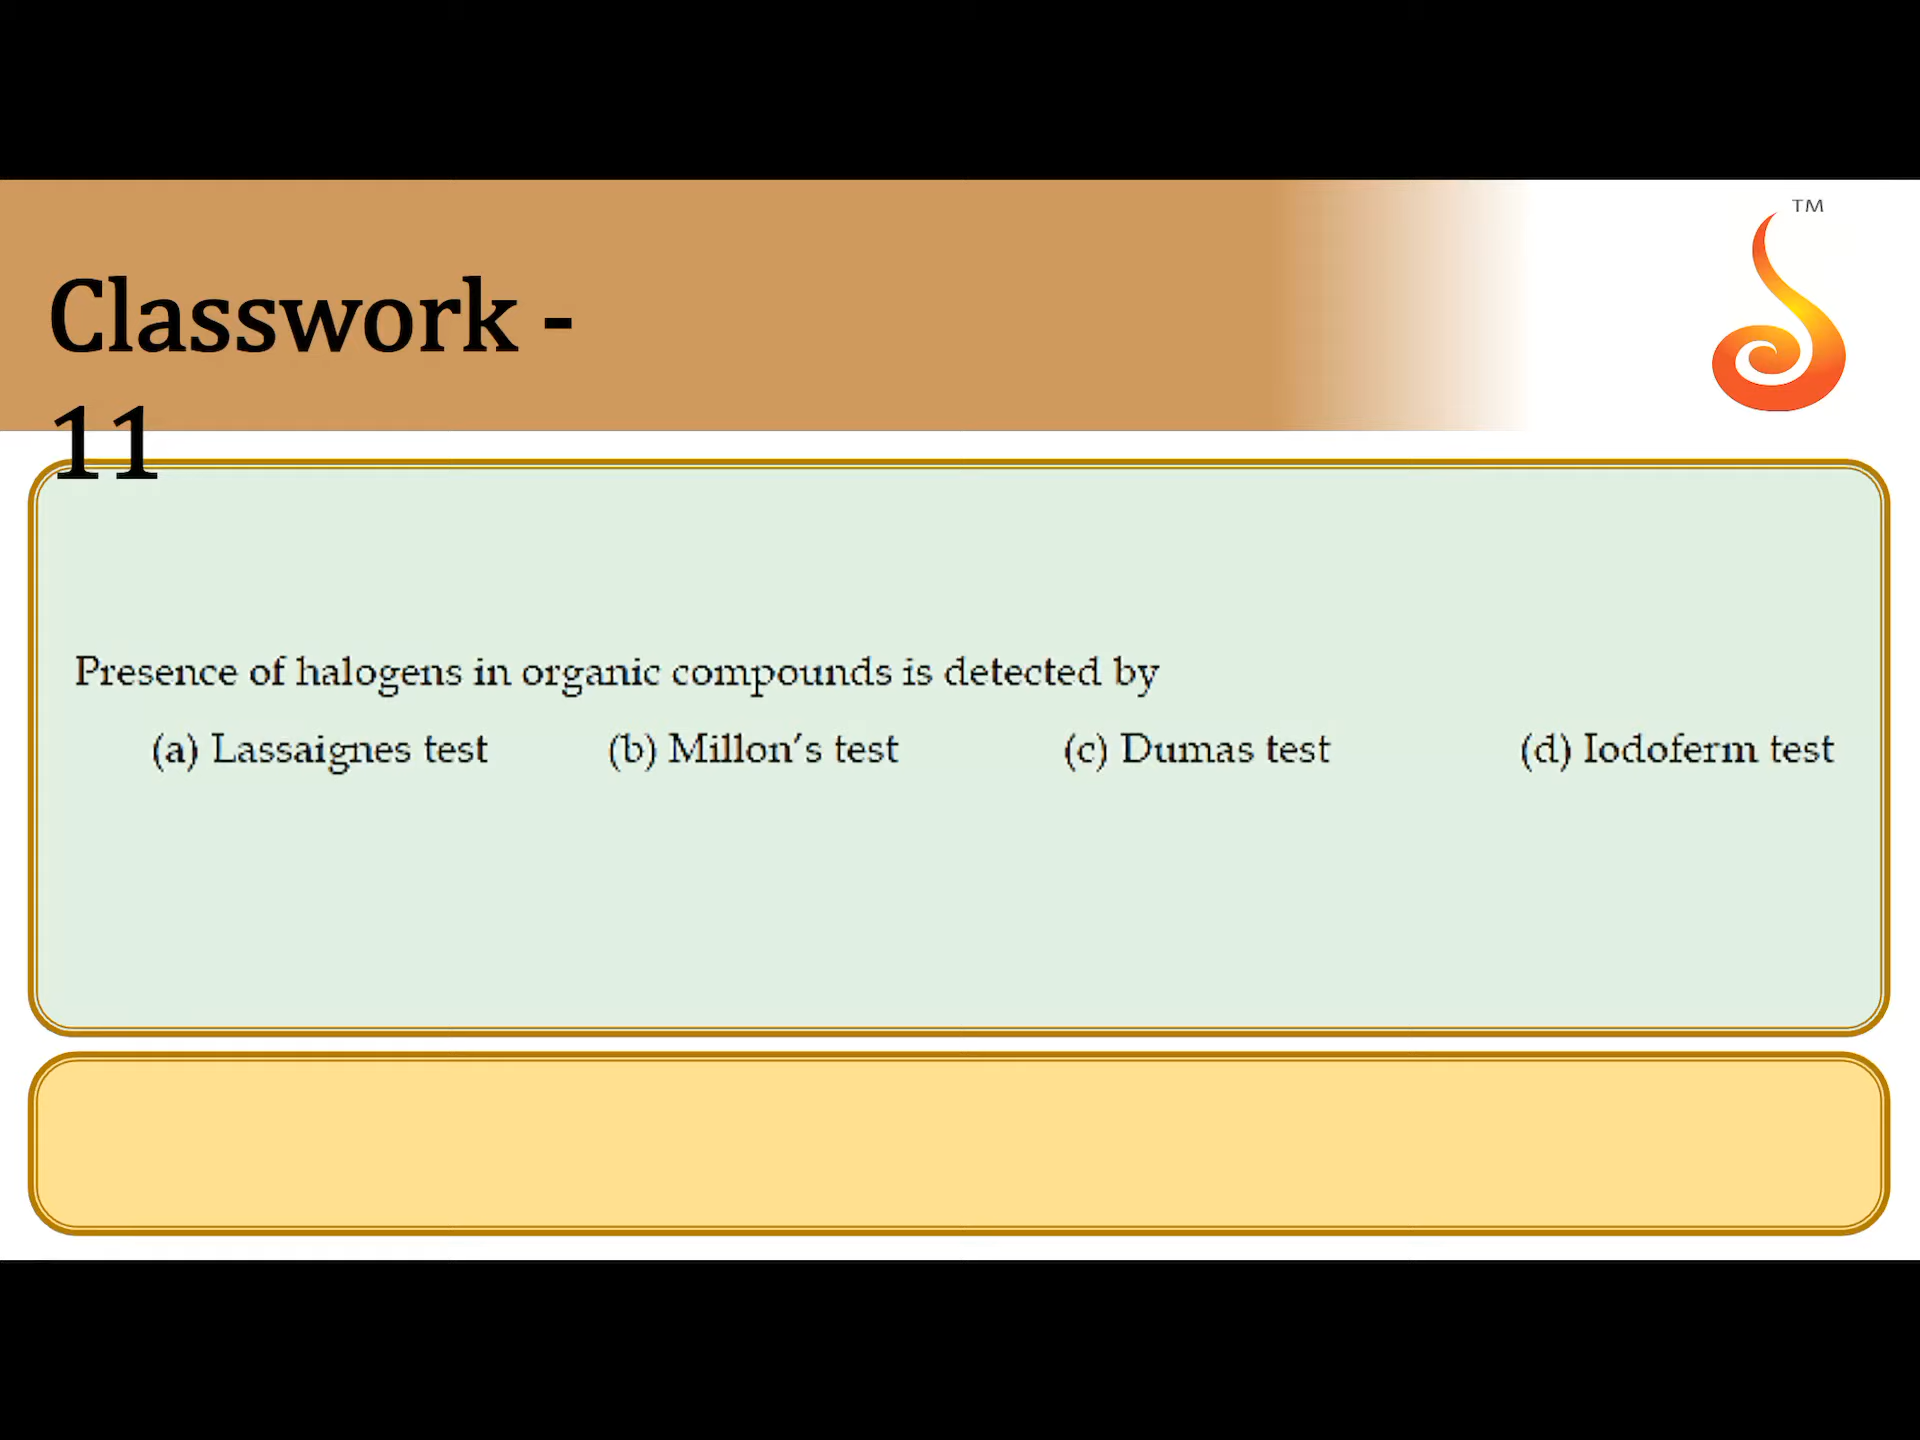 TM
Classwork -
11
Presence of halogens in organic compounds is detected by
(a) Lassaignes test (b) Millon's test (c) Dumas test (d) Iodoferm test